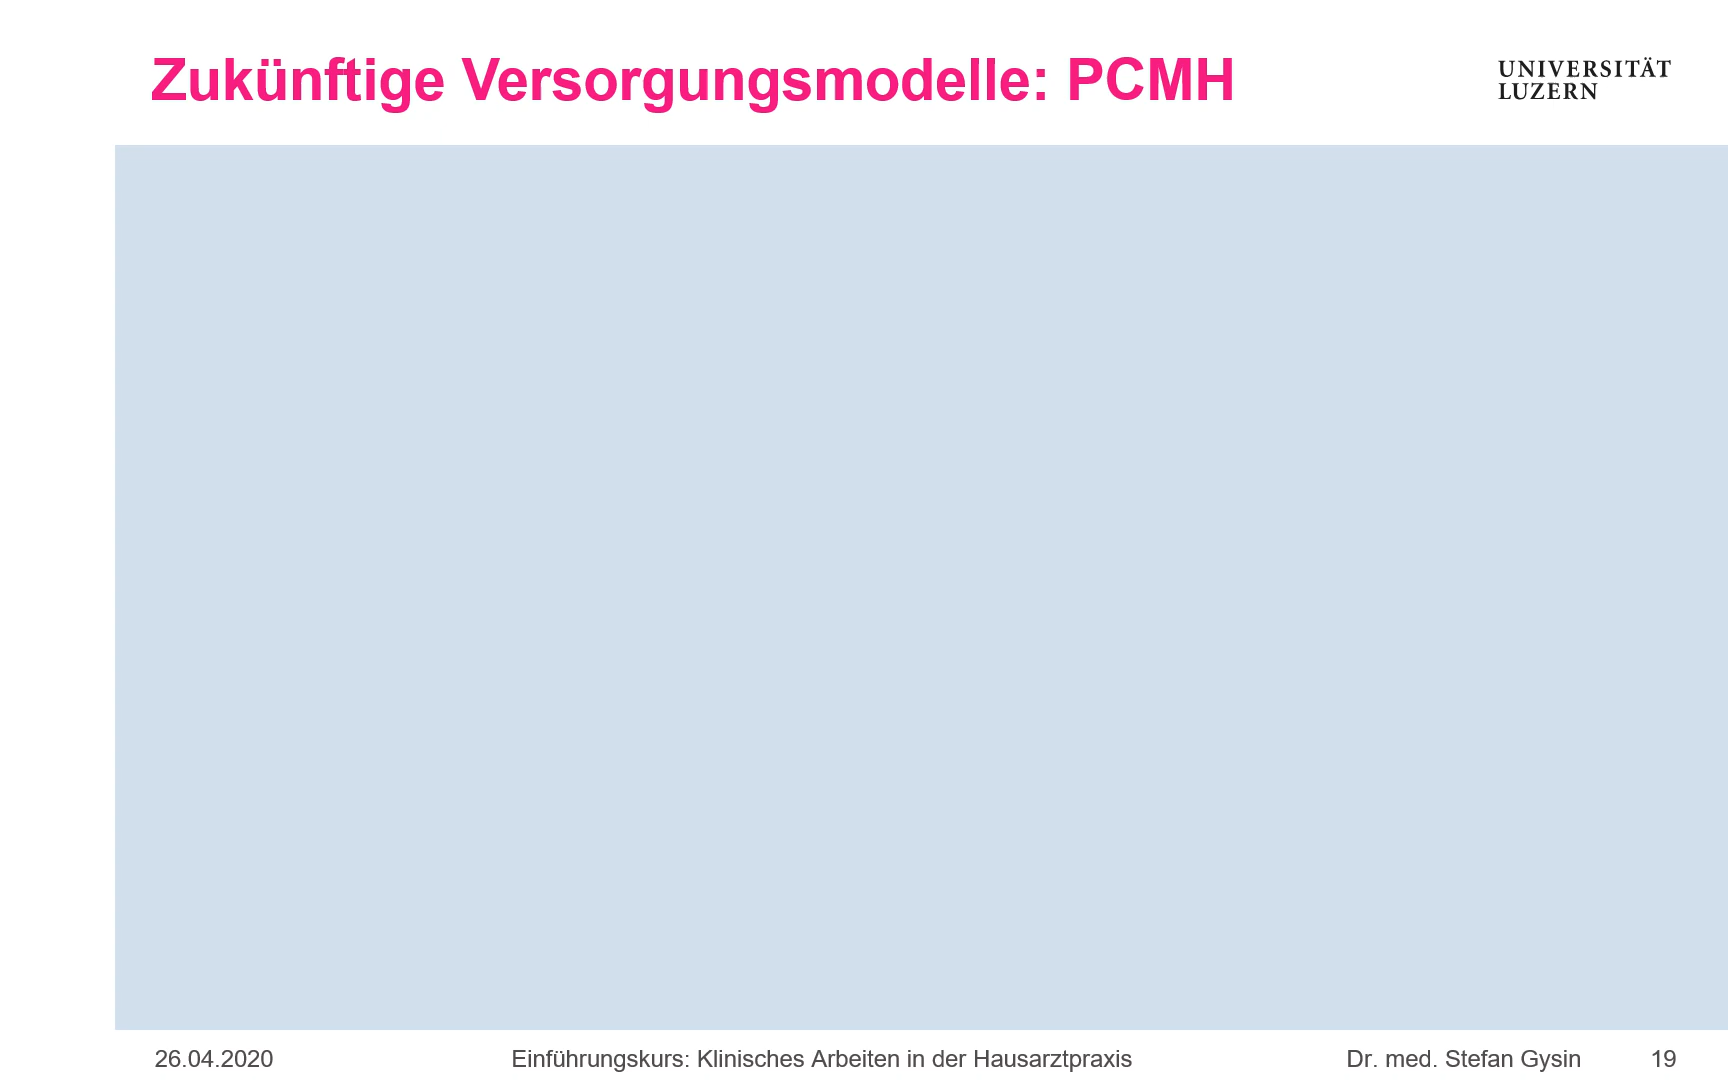 Zukünftige Versorgungsmodelle: PCMH
UNIVERSITÄT
LUZERN
26.04.2020
Einführungskurs: Klinisches Arbeiten in der Hausarztpraxis
Dr. med. Stefan Gysin
19